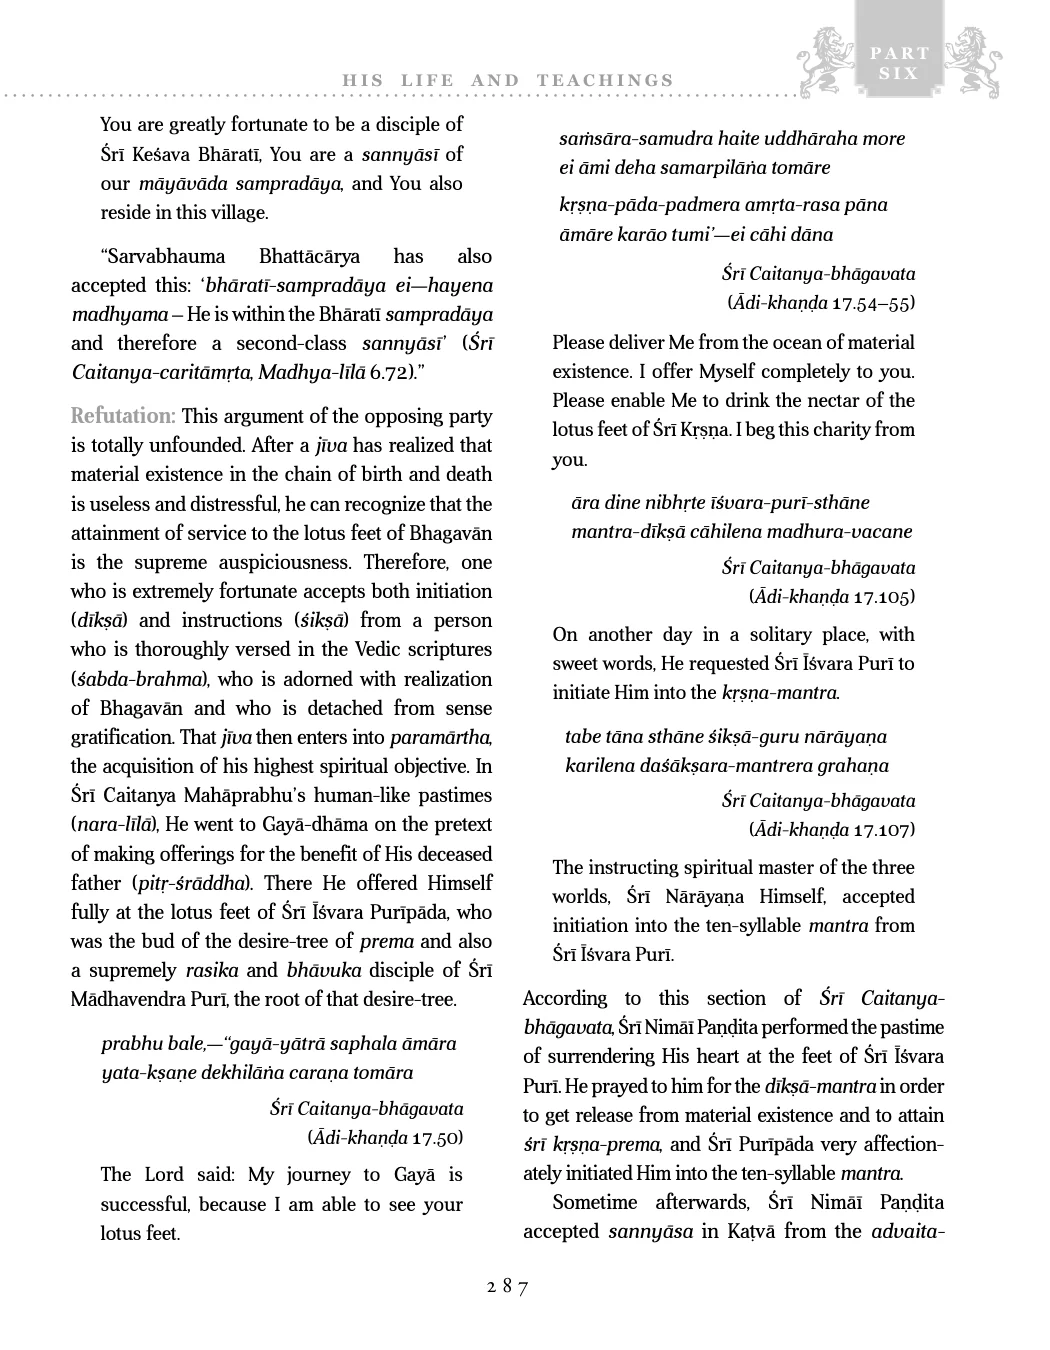 PART
SIX
HIS LIFE AND TEACHINGS
You are greatly fortunate to be a disciple of
Śrī Keśava Bhāratī, You are a sannyāsī of
our māyāvāda sampradāya, and You also
reside in this village.
“Sarvabhauma Bhattācārya has also
accepted this: ‘bhāratī-sampradāya ei—hayena
madhyama – He is within the Bhāratī sampradāya
and therefore a second-class sannyāsī’ (Śrī
Caitanya-caritāmṛta, Madhya-līlā 6.72).”
Refutation: This argument of the opposing party
is totally unfounded. After a jīva has realized that
material existence in the chain of birth and death
is useless and distressful, he can recognize that the
attainment of service to the lotus feet of Bhagavān
is the supreme auspiciousness. Therefore, one
who is extremely fortunate accepts both initiation
(dīkṣā) and instructions (śikṣā) from a person
who is thoroughly versed in the Vedic scriptures
(śabda-brahma), who is adorned with realization
of Bhagavān and who is detached from sense
gratification. That jīva then enters into paramārtha,
the acquisition of his highest spiritual objective. In
Śrī Caitanya Mahāprabhu’s human-like pastimes
(nara-līlā), He went to Gayā-dhāma on the pretext
of making offerings for the benefit of His deceased
father (pitṛ-śrāddha). There He offered Himself
fully at the lotus feet of Śrī Īśvara Purīpāda, who
was the bud of the desire-tree of prema and also
a supremely rasika and bhāvuka disciple of Śrī
Mādhavendra Purī, the root of that desire-tree.
prabhu bale,—“gayā-yātrā saphala āmāra
yata-kṣaṇe dekhilāṅa caraṇa tomāra
Śrī Caitanya-bhāgavata
(Ādi-khaṇḍa 17.50)
The Lord said: My journey to Gayā is
successful, because I am able to see your
lotus feet.
saṁsāra-samudra haite uddhāraha more
ei āmi deha samarpilāṅa tomāre
kṛṣṇa-pāda-padmera amṛta-rasa pāna
āmāre karāo tumi’—ei cāhi dāna
Śrī Caitanya-bhāgavata
(Ādi-khaṇḍa 17.54–55)
Please deliver Me from the ocean of material
existence. I offer Myself completely to you.
Please enable Me to drink the nectar of the
lotus feet of Śrī Kṛṣṇa. I beg this charity from
you.
āra dine nibhṛte īśvara-purī-sthāne
mantra-dīkṣā cāhilena madhura-vacane
Śrī Caitanya-bhāgavata
(Ādi-khaṇḍa 17.105)
On another day in a solitary place, with
sweet words, He requested Śrī Īśvara Purī to
initiate Him into the kṛṣṇa-mantra.
tabe tāna sthāne śikṣā-guru nārāyaṇa
karilena daśākṣara-mantrera grahaṇa
Śrī Caitanya-bhāgavata
(Ādi-khaṇḍa 17.107)
The instructing spiritual master of the three
worlds, Śrī Nārāyaṇa Himself, accepted
initiation into the ten-syllable mantra from
Śrī Īśvara Purī.
According to this section of Śrī Caitanya-
bhāgavata, Śrī Nimāī Paṇḍita performed the pastime
of surrendering His heart at the feet of Śrī Īśvara
Purī. He prayed to him for the dīkṣā-mantra in order
to get release from material existence and to attain
śrī kṛṣṇa-prema, and Śrī Purīpāda very affection-
ately initiated Him into the ten-syllable mantra.
Sometime afterwards, Śrī Nimāī Paṇḍita
accepted sannyāsa in Kaṭvā from the advaita-
287